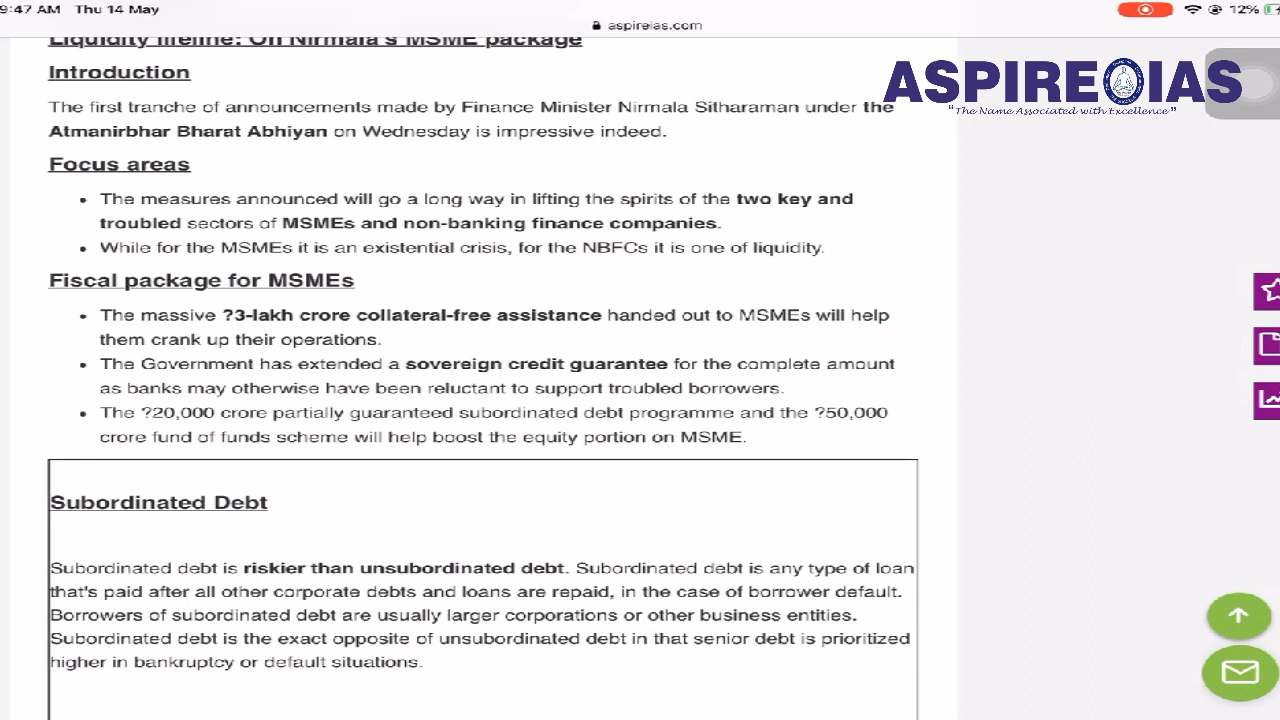 9:47 AM Thu 14 May
aspireias.com
12%
Liquidity lifeline: On Nirmala's MSME package
ASPIRE IAS
"The Name Associated with Excellence"
Introduction
The first tranche of announcements made by Finance Minister Nirmala Sitharaman under the
Atmanirbhar Bharat Abhiyan on Wednesday is impressive indeed.
Focus areas
• The measures announced will go a long way in lifting the spirits of the two key and
troubled sectors of MSMEs and non-banking finance companies.
• While for the MSMEs it is an existential crisis, for the NBFCs it is one of liquidity.
Fiscal package for MSMEs
• The massive ?3-lakh crore collateral-free assistance handed out to MSMEs will help
them crank up their operations.
• The Government has extended a sovereign credit guarantee for the complete amount
as banks may otherwise have been reluctant to support troubled borrowers.
• The ?20,000 crore partially guaranteed subordinated debt programme and the ?50,000
crore fund of funds scheme will help boost the equity portion on MSME.
Subordinated Debt
Subordinated debt is riskier than unsubordinated debt. Subordinated debt is any type of loan
that's paid after all other corporate debts and loans are repaid, in the case of borrower default.
Borrowers of subordinated debt are usually larger corporations or other business entities.
Subordinated debt is the exact opposite of unsubordinated debt in that senior debt is prioritized
higher in bankruptcy or default situations.